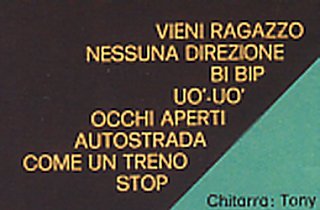 VIENI RAGAZZO
NESSUNA DIREZIONE
BI BIP
UO'-UO'
OCCHI APERTI
AUTOSTRADA
COME UN TRENO
STOP
Chitarra: Tony